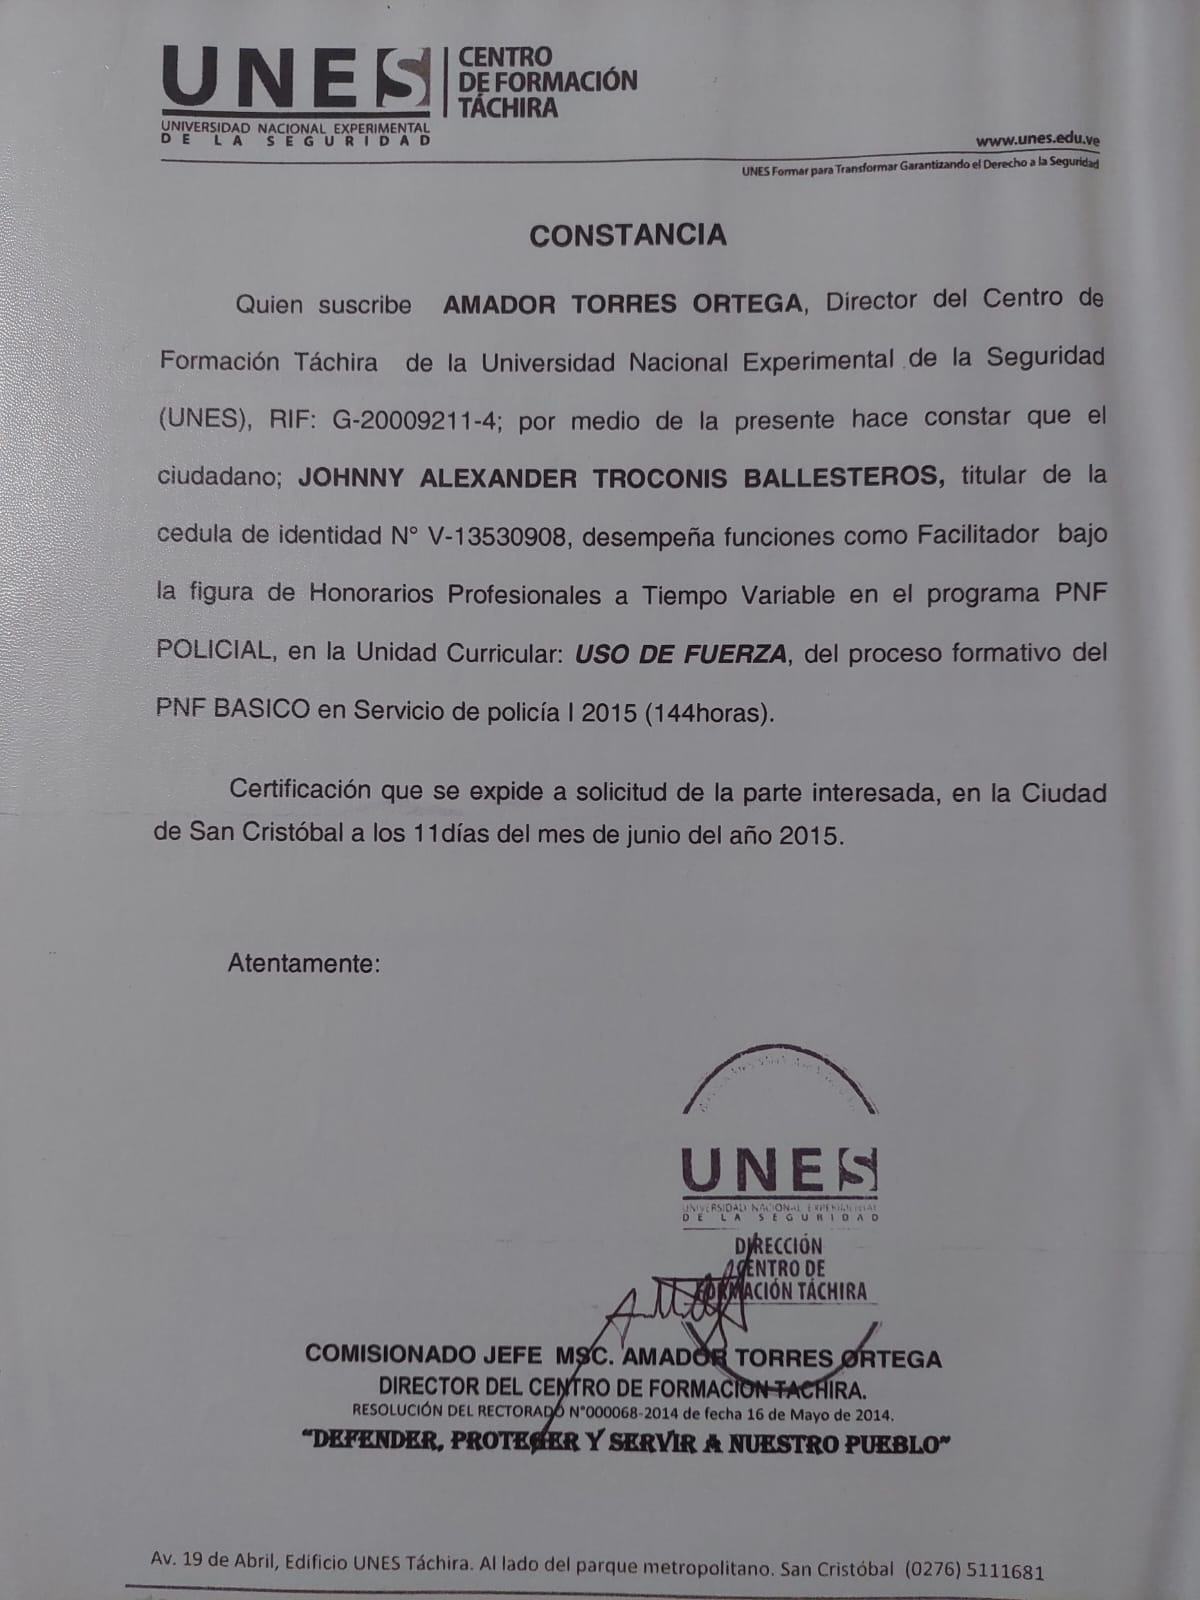 UNES
UNIVERSIDAD NACIONAL EXPERIMENTAL
DE LA SEGURIDAD
CENTRO
DE FORMACIÓN
TÁCHIRA
www.unes.edu.ve
UNES Formar para Transformar Garantizando el Derecho a la Seguridad
CONSTANCIA
Quien suscribe AMADOR TORRES ORTEGA, Director del Centro de
Formación Táchira de la Universidad Nacional Experimental de la Seguridad
(UNES), RIF: G-20009211-4; por medio de la presente hace constar que el
ciudadano; JOHNNY ALEXANDER TROCONIS BALLESTEROS, titular de la
cedula de identidad N° V-13530908, desempeña funciones como Facilitador bajo
la figura de Honorarios Profesionales a Tiempo Variable en el programa PNF
POLICIAL, en la Unidad Curricular: USO DE FUERZA, del proceso formativo del
PNF BASICO en Servicio de policía I 2015 (144horas).
Certificación que se expide a solicitud de la parte interesada, en la Ciudad
de San Cristóbal a los 11días del mes de junio del año 2015.
Atentamente:
UNES
UNIVERSIDAD NACIONAL EXPERIMENTAL
DE LA SEGURIDAD
DIRECCIÓN
CENTRO DE
FORMACIÓN TÁCHIRA
COMISIONADO JEFE MSC. AMADOR TORRES ORTEGA
DIRECTOR DEL CENTRO DE FORMACION TACHIRA.
RESOLUCIÓN DEL RECTORADO N°000068-2014 de fecha 16 de Mayo de 2014.
"DEFENDER, PROTEGER Y SERVIR A NUESTRO PUEBLO"
Av. 19 de Abril, Edificio UNES Táchira. Al lado del parque metropolitano. San Cristóbal (0276) 5111681